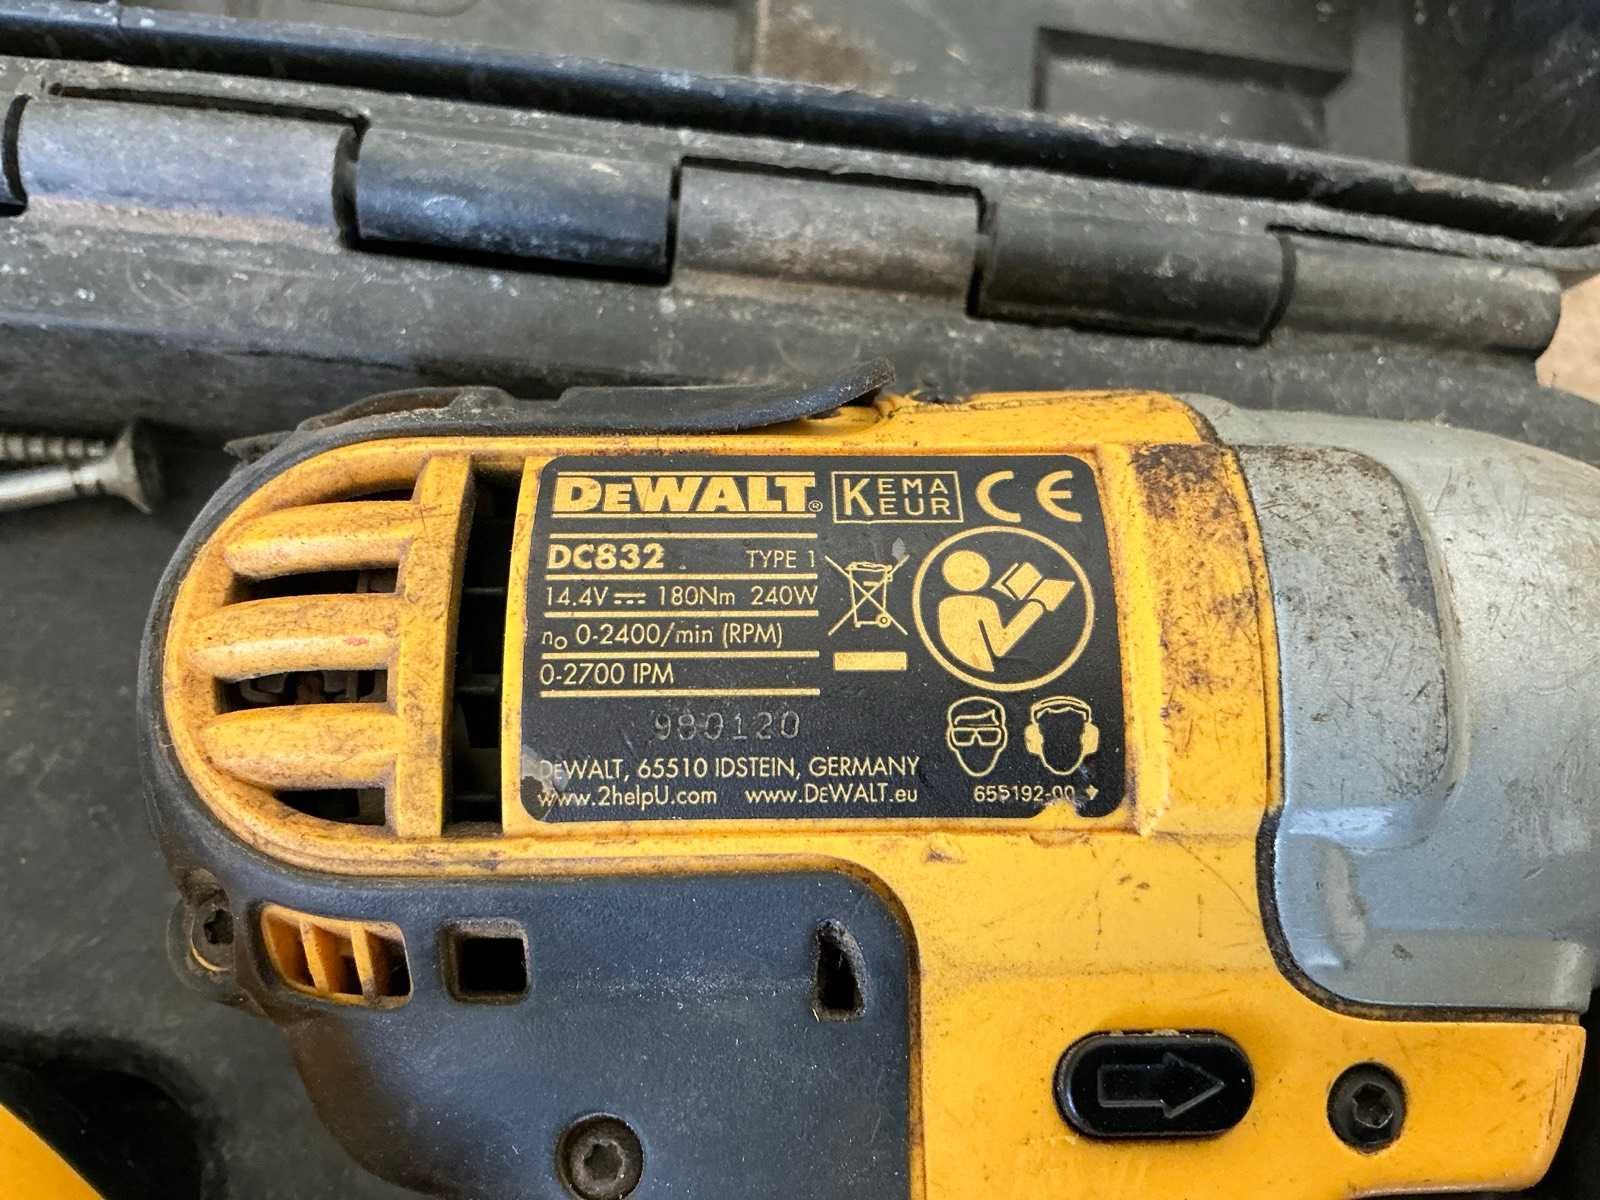 DEWALT® KEMA KEUR CE
DC832 TYPE 1
14.4V ⎓ 180Nm 240W
n₀ 0-2400/min (RPM)
0-2700 IPM
980120
DEWALT, 65510 IDSTEIN, GERMANY
www.2helpU.com www.DEWALT.eu 655192-00